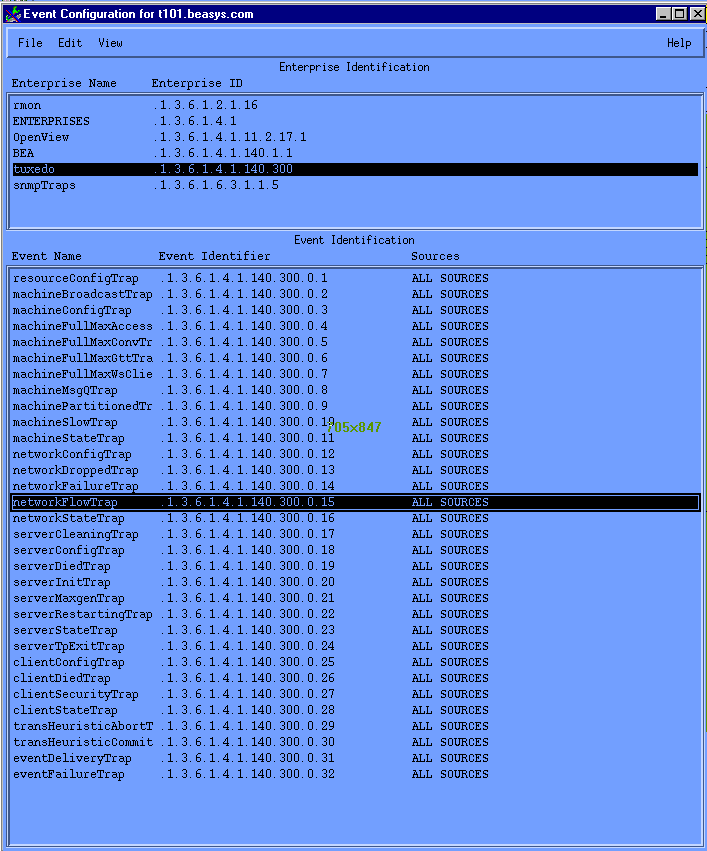 Event Configuration for t101.beasys.com
File Edit View Help
Enterprise Identification
Enterprise Name Enterprise ID
rmon .1.3.6.1.2.1.16
ENTERPRISES .1.3.6.1.4.1
OpenView .1.3.6.1.4.1.11.2.17.1
BEA .1.3.6.1.4.1.140.1.1
tuxedo .1.3.6.1.4.1.140.300
snmpTraps .1.3.6.1.6.3.1.1.5
Event Identification
Event Name Event Identifier Sources
resourceConfigTrap .1.3.6.1.4.1.140.300.0.1 ALL SOURCES
machineBroadcastTrap .1.3.6.1.4.1.140.300.0.2 ALL SOURCES
machineConfigTrap .1.3.6.1.4.1.140.300.0.3 ALL SOURCES
machineFullMaxAccess .1.3.6.1.4.1.140.300.0.4 ALL SOURCES
machineFullMaxConvTr .1.3.6.1.4.1.140.300.0.5 ALL SOURCES
machineFullMaxGttTra .1.3.6.1.4.1.140.300.0.6 ALL SOURCES
machineFullMaxWsClie .1.3.6.1.4.1.140.300.0.7 ALL SOURCES
machineMsgQTrap .1.3.6.1.4.1.140.300.0.8 ALL SOURCES
machinePartitionedTr .1.3.6.1.4.1.140.300.0.9 ALL SOURCES
machineSlowTrap .1.3.6.1.4.1.140.300.0.10 ALL SOURCES
705x847
machineStateTrap .1.3.6.1.4.1.140.300.0.11 ALL SOURCES
networkConfigTrap .1.3.6.1.4.1.140.300.0.12 ALL SOURCES
networkDroppedTrap .1.3.6.1.4.1.140.300.0.13 ALL SOURCES
networkFailureTrap .1.3.6.1.4.1.140.300.0.14 ALL SOURCES
networkFlowTrap .1.3.6.1.4.1.140.300.0.15 ALL SOURCES
networkStateTrap .1.3.6.1.4.1.140.300.0.16 ALL SOURCES
serverCleaningTrap .1.3.6.1.4.1.140.300.0.17 ALL SOURCES
serverConfigTrap .1.3.6.1.4.1.140.300.0.18 ALL SOURCES
serverDiedTrap .1.3.6.1.4.1.140.300.0.19 ALL SOURCES
serverInitTrap .1.3.6.1.4.1.140.300.0.20 ALL SOURCES
serverMaxgenTrap .1.3.6.1.4.1.140.300.0.21 ALL SOURCES
serverRestartingTrap .1.3.6.1.4.1.140.300.0.22 ALL SOURCES
serverStateTrap .1.3.6.1.4.1.140.300.0.23 ALL SOURCES
serverTpExitTrap .1.3.6.1.4.1.140.300.0.24 ALL SOURCES
clientConfigTrap .1.3.6.1.4.1.140.300.0.25 ALL SOURCES
clientDiedTrap .1.3.6.1.4.1.140.300.0.26 ALL SOURCES
clientSecurityTrap .1.3.6.1.4.1.140.300.0.27 ALL SOURCES
clientStateTrap .1.3.6.1.4.1.140.300.0.28 ALL SOURCES
transHeuristicAbortT .1.3.6.1.4.1.140.300.0.29 ALL SOURCES
transHeuristicCommit .1.3.6.1.4.1.140.300.0.30 ALL SOURCES
eventDeliveryTrap .1.3.6.1.4.1.140.300.0.31 ALL SOURCES
eventFailureTrap .1.3.6.1.4.1.140.300.0.32 ALL SOURCES